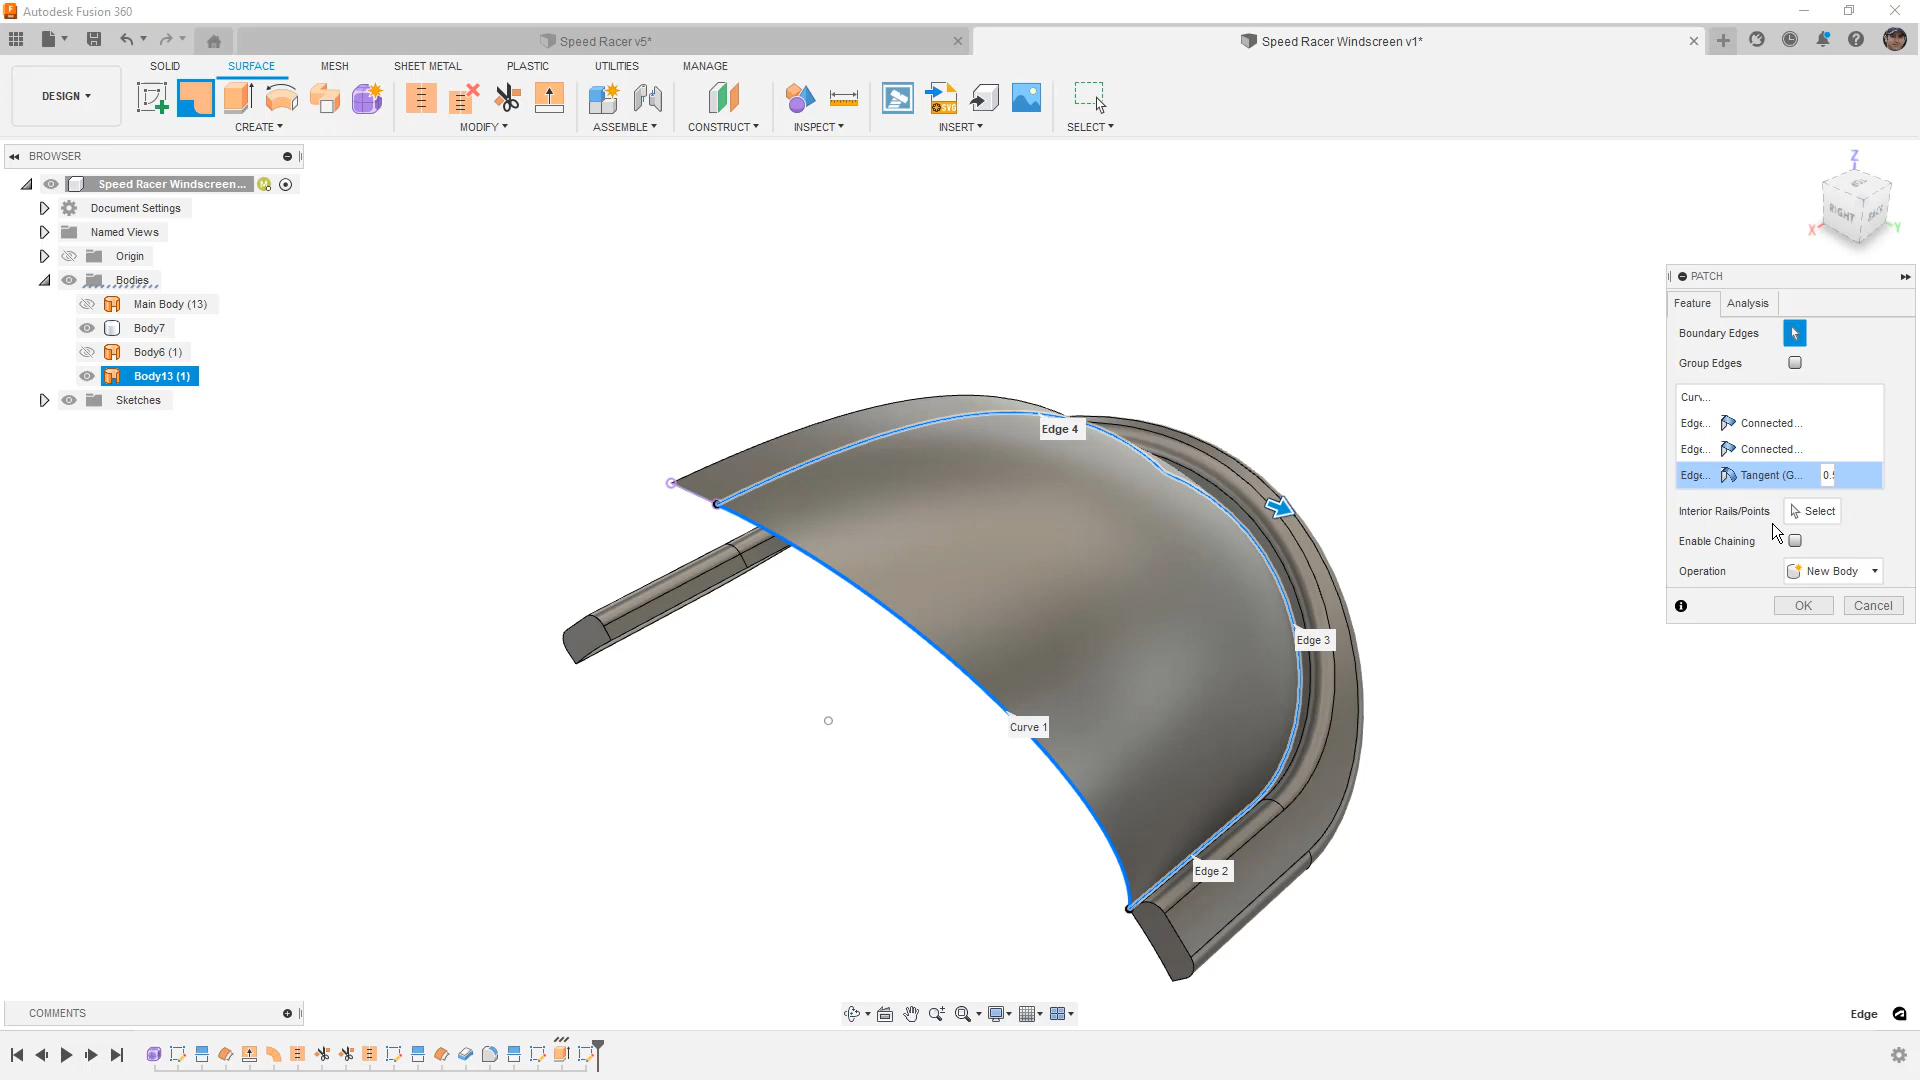 Autodesk Fusion 360
Speed Racer v5*
Speed Racer Windscreen v1*
SOLID SURFACE MESH SHEET METAL PLASTIC UTILITIES MANAGE
DESIGN
CREATE MODIFY ASSEMBLE CONSTRUCT INSPECT INSERT SELECT
SVG
BROWSER
Speed Racer Windscreen...
Document Settings
Named Views
Origin
Bodies
Main Body (13)
Body7
Body6 (1)
Body13 (1)
Sketches
Edge 4
Edge 3
Curve 1
Edge 2
Z
RIGHT BACK
X Y
PATCH
Feature Analysis
Boundary Edges
Group Edges
Curv...
Edge... Connected...
Edge... Connected...
Edge... Tangent (G...
Interior Rails/Points Select
Enable Chaining
Operation New Body
OK Cancel
COMMENTS
Edge